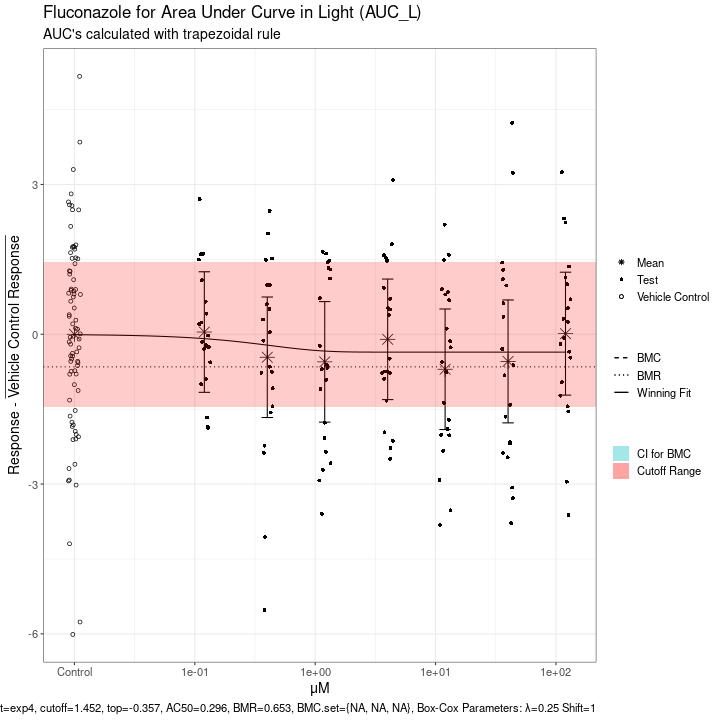 Fluconazole for Area Under Curve in Light (AUC_L)
AUC's calculated with trapezoidal rule
Response - Vehicle Control Response
3
0
-3
-6
Control
1e-01
1e+00
1e+01
1e+02
μM
Mean
Test
Vehicle Control
BMC
BMR
Winning Fit
CI for BMC
Cutoff Range
t=exp4, cutoff=1.452, top=-0.357, AC50=0.296, BMR=0.653, BMC.set={NA, NA, NA}, Box-Cox Parameters: λ=0.25 Shift=1